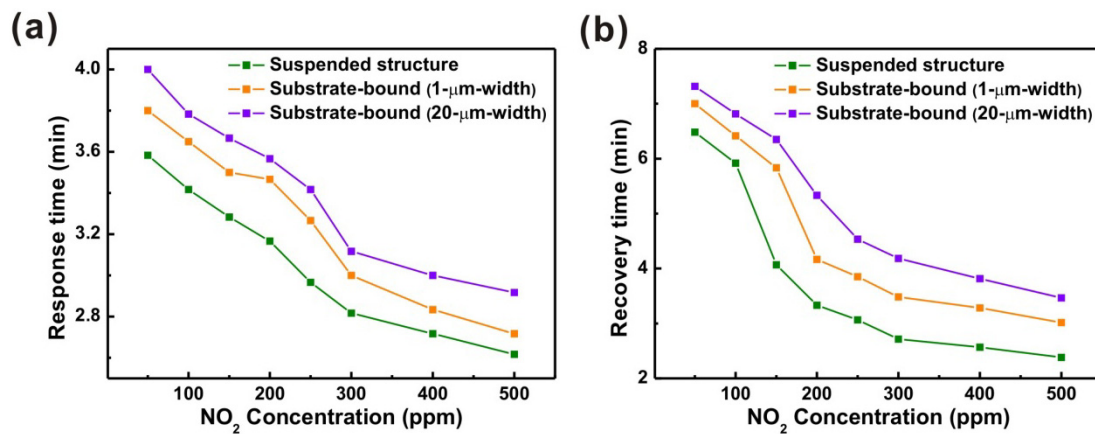 (a)
Response time (min)
4.0
3.6
3.2
2.8
Suspended structure
Substrate-bound (1-μm-width)
Substrate-bound (20-μm-width)
100 200 300 400 500
NO₂ Concentration (ppm)
(b)
Recovery time (min)
8
6
4
2
Suspended structure
Substrate-bound (1-μm-width)
Substrate-bound (20-μm-width)
100 200 300 400 500
NO₂ Concentration (ppm)